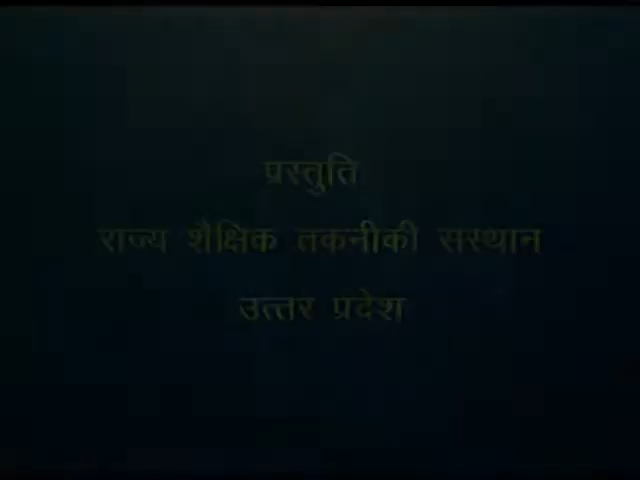 प्रस्तुति
राज्य शैक्षिक तकनीकी संस्थान
उत्तर प्रदेश